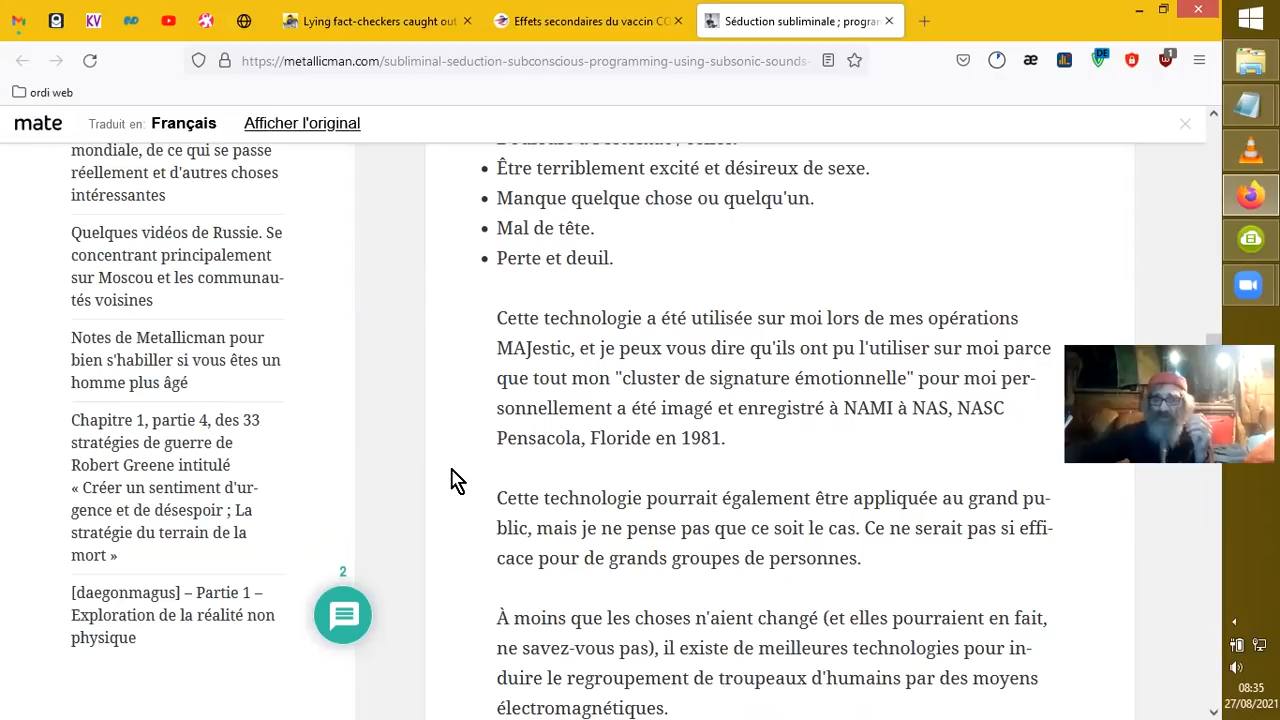 Lying fact-checkers caught out
Effets secondaires du vaccin CO
Séduction subliminale ; progra
KV
https://metallicman.com/subliminal-seduction-subconscious-programming-using-subsonic-sounds-
æ
DE
1
ordi web
mate
Traduit en: Français
Afficher l'original
mondiale, de ce qui se passe
réellement et d'autres choses
intéressantes
Quelques vidéos de Russie. Se
concentrant principalement
sur Moscou et les communau-
tés voisines
Notes de Metallicman pour
bien s'habiller si vous êtes un
homme plus âgé
Chapitre 1, partie 4, des 33
stratégies de guerre de
Robert Greene intitulé
« Créer un sentiment d'ur-
gence et de désespoir ; La
stratégie du terrain de la
mort »
[daegonmagus] – Partie 1 –
Exploration de la réalité non
physique
2
Être terriblement excité et désireux de sexe.
Manque quelque chose ou quelqu'un.
Mal de tête.
Perte et deuil.
Cette technologie a été utilisée sur moi lors de mes opérations
MAJestic, et je peux vous dire qu'ils ont pu l'utiliser sur moi parce
que tout mon "cluster de signature émotionnelle" pour moi per-
sonnellement a été imagé et enregistré à NAMI à NAS, NASC
Pensacola, Floride en 1981.
Cette technologie pourrait également être appliquée au grand pu-
blic, mais je ne pense pas que ce soit le cas. Ce ne serait pas si effi-
cace pour de grands groupes de personnes.
À moins que les choses n'aient changé (et elles pourraient en fait,
ne savez-vous pas), il existe de meilleures technologies pour in-
duire le regroupement de troupeaux d'humains par des moyens
électromagnétiques.
08:35
27/08/2021